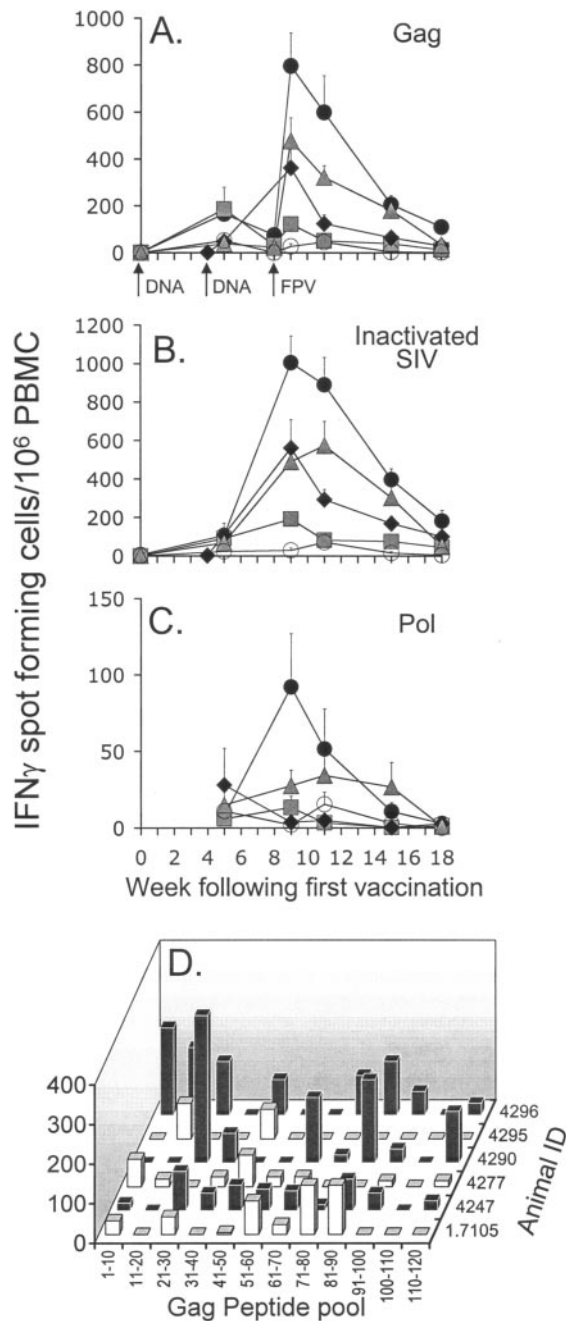 A.
Gag
1000
800
600
400
200
0
DNA
DNA
FPV
B.
Inactivated
SIV
1200
1000
800
600
400
200
0
C.
Pol
150
100
50
0
0 2 4 6 8 10 12 14 16 18
Week following first vaccination
IFNγ spot forming cells/10⁶ PBMC
D.
400
300
200
100
0
4296
4295
4290
4277
4247
1.7105
Animal ID
1-10
11-20
21-30
31-40
41-50
51-60
61-70
71-80
81-90
91-100
100-110
110-120
Gag Peptide pool